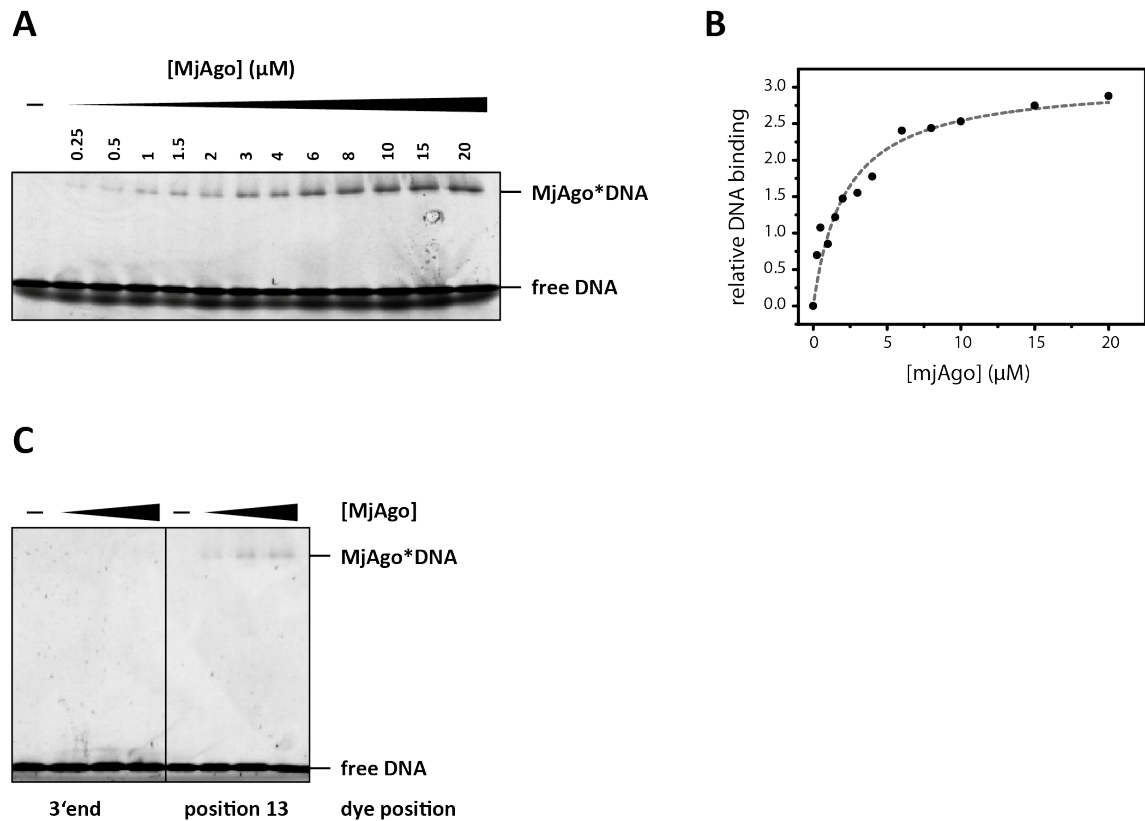 A
[MjAgo] (µM)
– 0.25 0.5 1 1.5 2 3 4 6 8 10 15 20
MjAgo*DNA
free DNA
B
relative DNA binding
3.0
2.5
2.0
1.5
1.0
0.5
0.0
0 5 10 15 20
[mjAgo] (µM)
C
– – [MjAgo]
MjAgo*DNA
free DNA
3‘end position 13 dye position